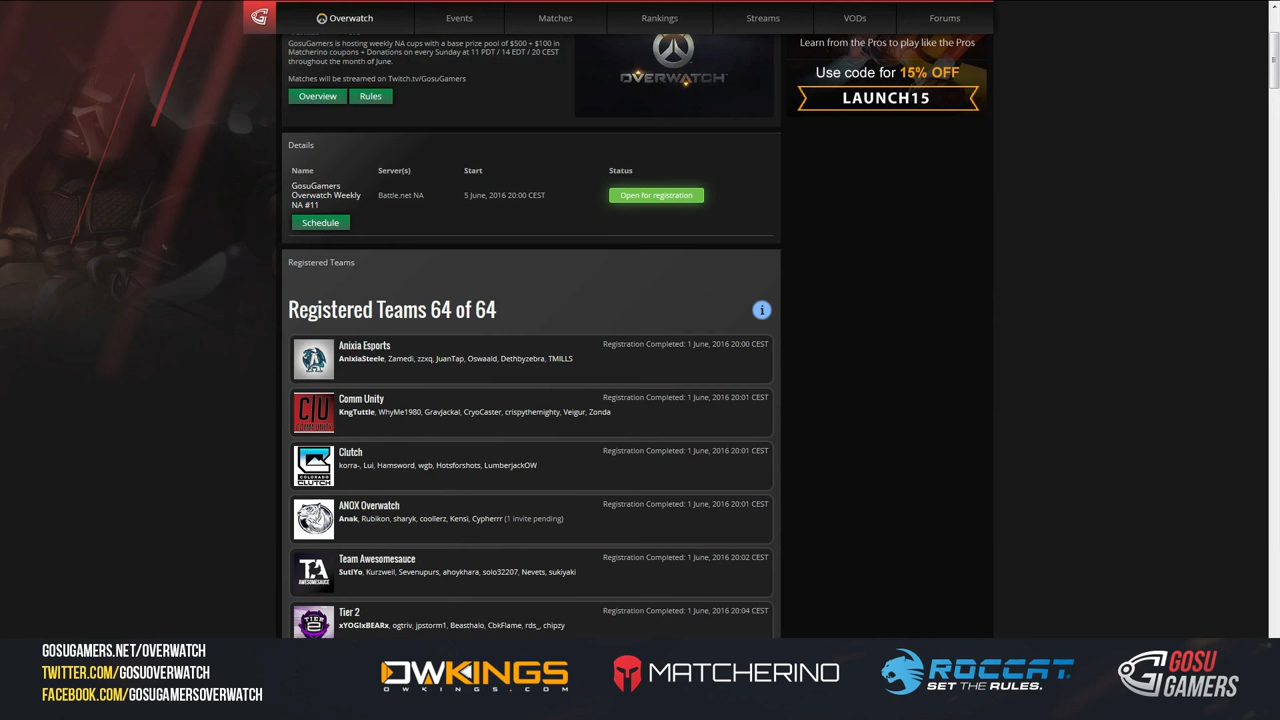 Overwatch
Events
Matches
Rankings
Streams
VODs
Forums
GosuGamers is hosting weekly NA cups with a base prize pool of $500 + $100 in
Matcherino coupons + Donations on every Sunday at 11 PDT / 14 EDT / 20 CEST
throughout the month of June.
Matches will be streamed on Twitch.tv/GosuGamers
Overview
Rules
OVERWATCH
Learn from the Pros to play like the Pros
Use code for 15% OFF
LAUNCH15
Details
Name
Server(s)
Start
Status
GosuGamers
Overwatch Weekly
NA #11
Battle.net NA
5 June, 2016 20:00 CEST
Open for registration
Schedule
Registered Teams
Registered Teams 64 of 64
i
Anixia Esports
Registration Completed: 1 June, 2016 20:00 CEST
AnixiaSteele, Zamedi, zzxq, JuanTap, Oswaald, Dethbyzebra, TMILLS
C|U
COMMUNITY
Comm Unity
Registration Completed: 1 June, 2016 20:01 CEST
KngTuttle, WhyMe1980, GravJackal, CryoCaster, crispythemighty, Veigur, Zonda
COLORADO
CLUTCH
Clutch
Registration Completed: 1 June, 2016 20:01 CEST
korra-, Lui, Hamsword, wgb, Hotsforshots, LumberjackOW
ANOX Overwatch
Registration Completed: 1 June, 2016 20:01 CEST
Anak, Rubikon, sharyk, coollerz, Kensi, Cypherrr (1 invite pending)
TA
AWESOMESAUCE
Team Awesomesauce
Registration Completed: 1 June, 2016 20:02 CEST
SutiYo, Kurzweil, Sevenupurs, ahoykhara, solo32207, Nevets, sukiyaki
TIER
2
Tier 2
Registration Completed: 1 June, 2016 20:04 CEST
xYOGIxBEARx, ogtriv, jpstorm1, Beasthalo, CbkFlame, rds_, chipzy
GOSUGAMERS.NET/OVERWATCH
TWITTER.COM/GOSUOVERWATCH
FACEBOOK.COM/GOSUGAMERSOVERWATCH
OWKINGS
OWKINGS.COM
MATCHERINO
ROCCAT
SET THE RULES.
GOSU
GAMERS